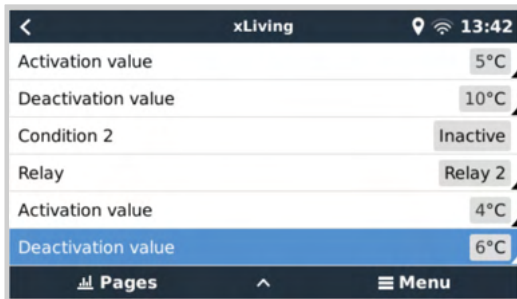 xLiving 13:42
Activation value 5°C
Deactivation value 10°C
Condition 2 Inactive
Relay Relay 2
Activation value 4°C
Deactivation value 6°C
Pages Menu